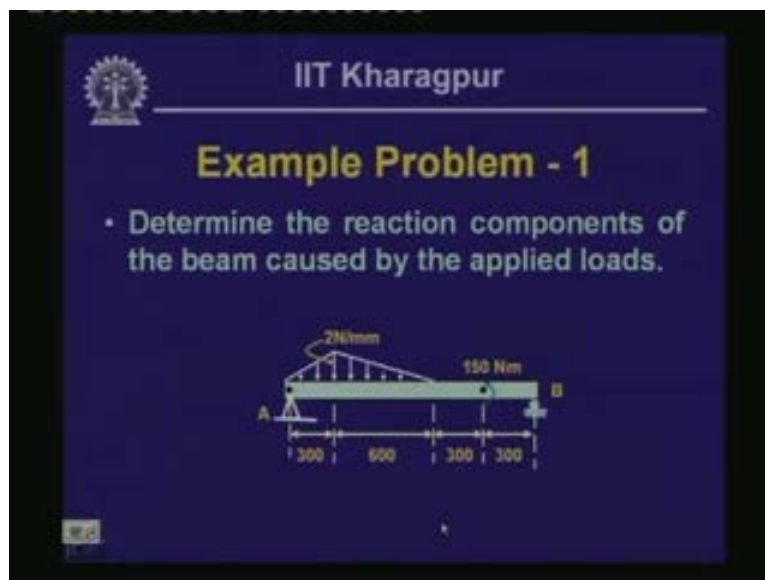 IIT Kharagpur
Example Problem - 1
• Determine the reaction components of
the beam caused by the applied loads.
2N/mm
150 Nm
A
B
300 600 300 300